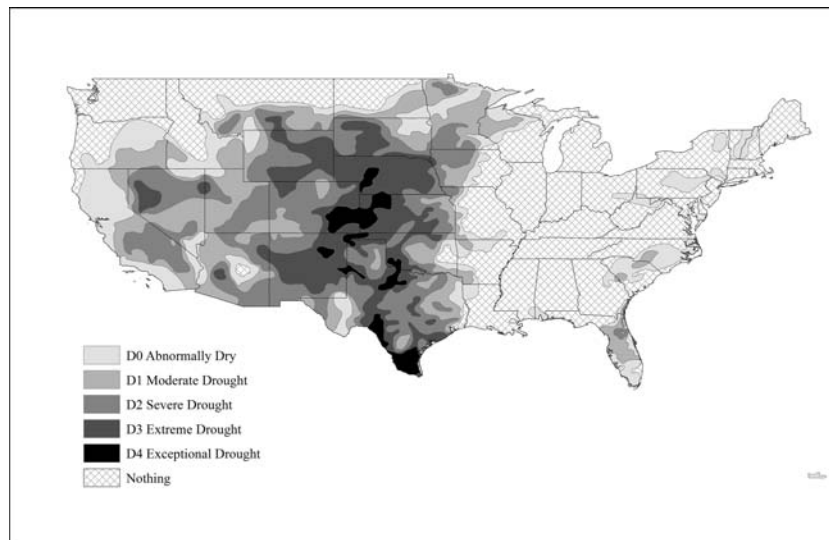 D0 Abnormally Dry
D1 Moderate Drought
D2 Severe Drought
D3 Extreme Drought
D4 Exceptional Drought
Nothing